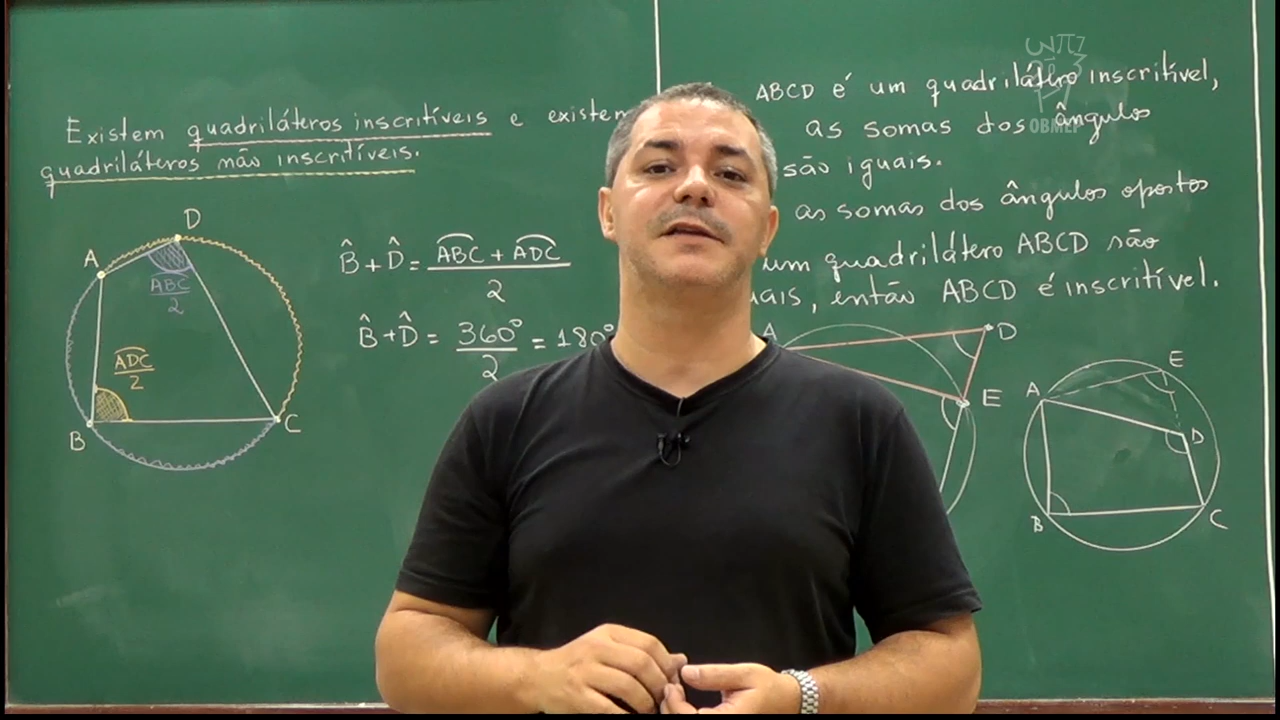 Existem quadriláteros inscritíveis e existem
quadriláteros não inscritíveis.
D
A
ABC
2
ADC
2
B
C
B̂ + D̂ = ABC + ADC
2
B̂ + D̂ = 360° = 180°
2
ABCD é um quadrilátero inscritível,
as somas dos ângulos
são iguais.
as somas dos ângulos opostos
um quadrilátero ABCD são
uais, então ABCD é inscritível.
A
D
E
A
E
D
B
C
OBMEP